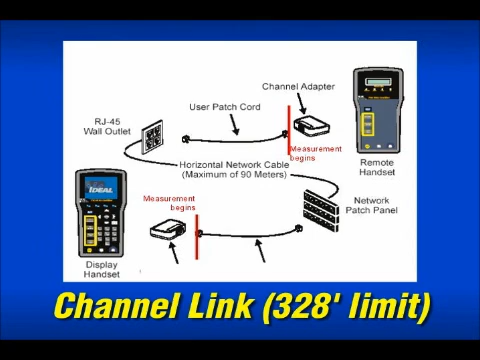 Channel Adapter
User Patch Cord
RJ-45
Wall Outlet
Measurement
begins
Horizontal Network Cable
(Maximum of 90 Meters)
Remote
Handset
IDEAL
Measurement
begins
Network
Patch Panel
Display
Handset
Channel Link (328' limit)